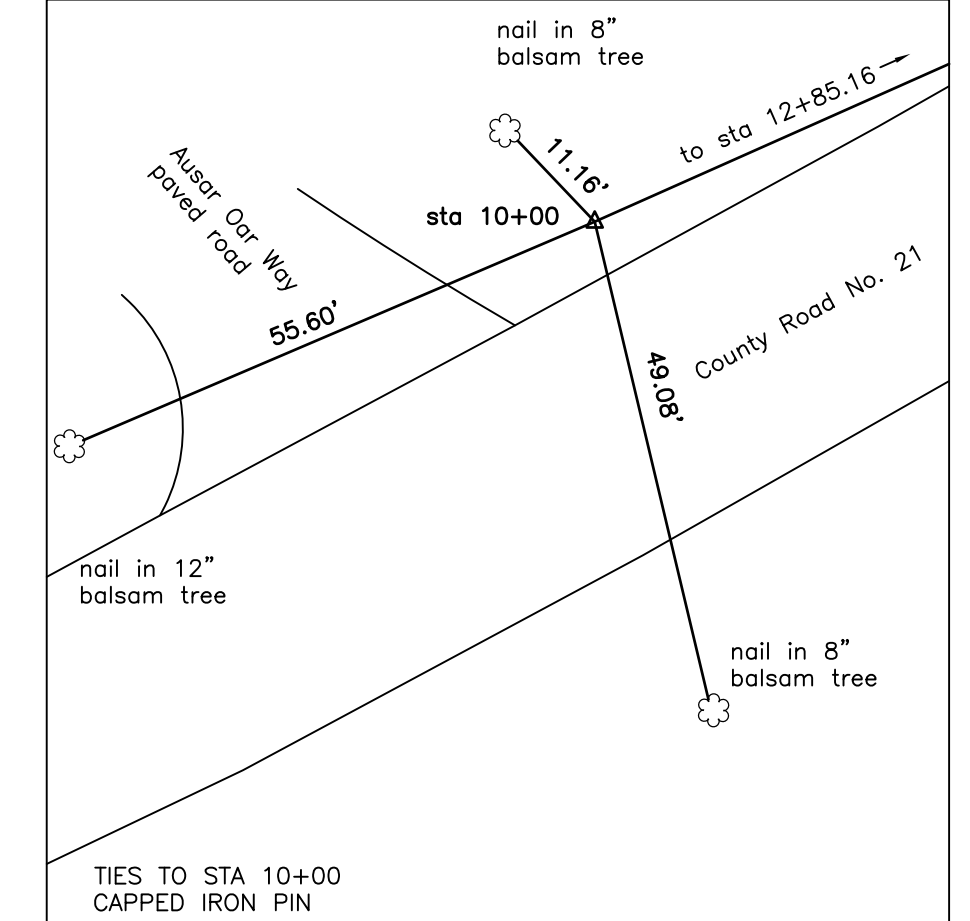 nail in 8”
balsam tree
to sta 12+85.16
11.16’
Ausar Oar Way
paved road
sta 10+00
County Road No. 21
55.60’
49.08’
nail in 12”
balsam tree
nail in 8”
balsam tree
TIES TO STA 10+00
CAPPED IRON PIN